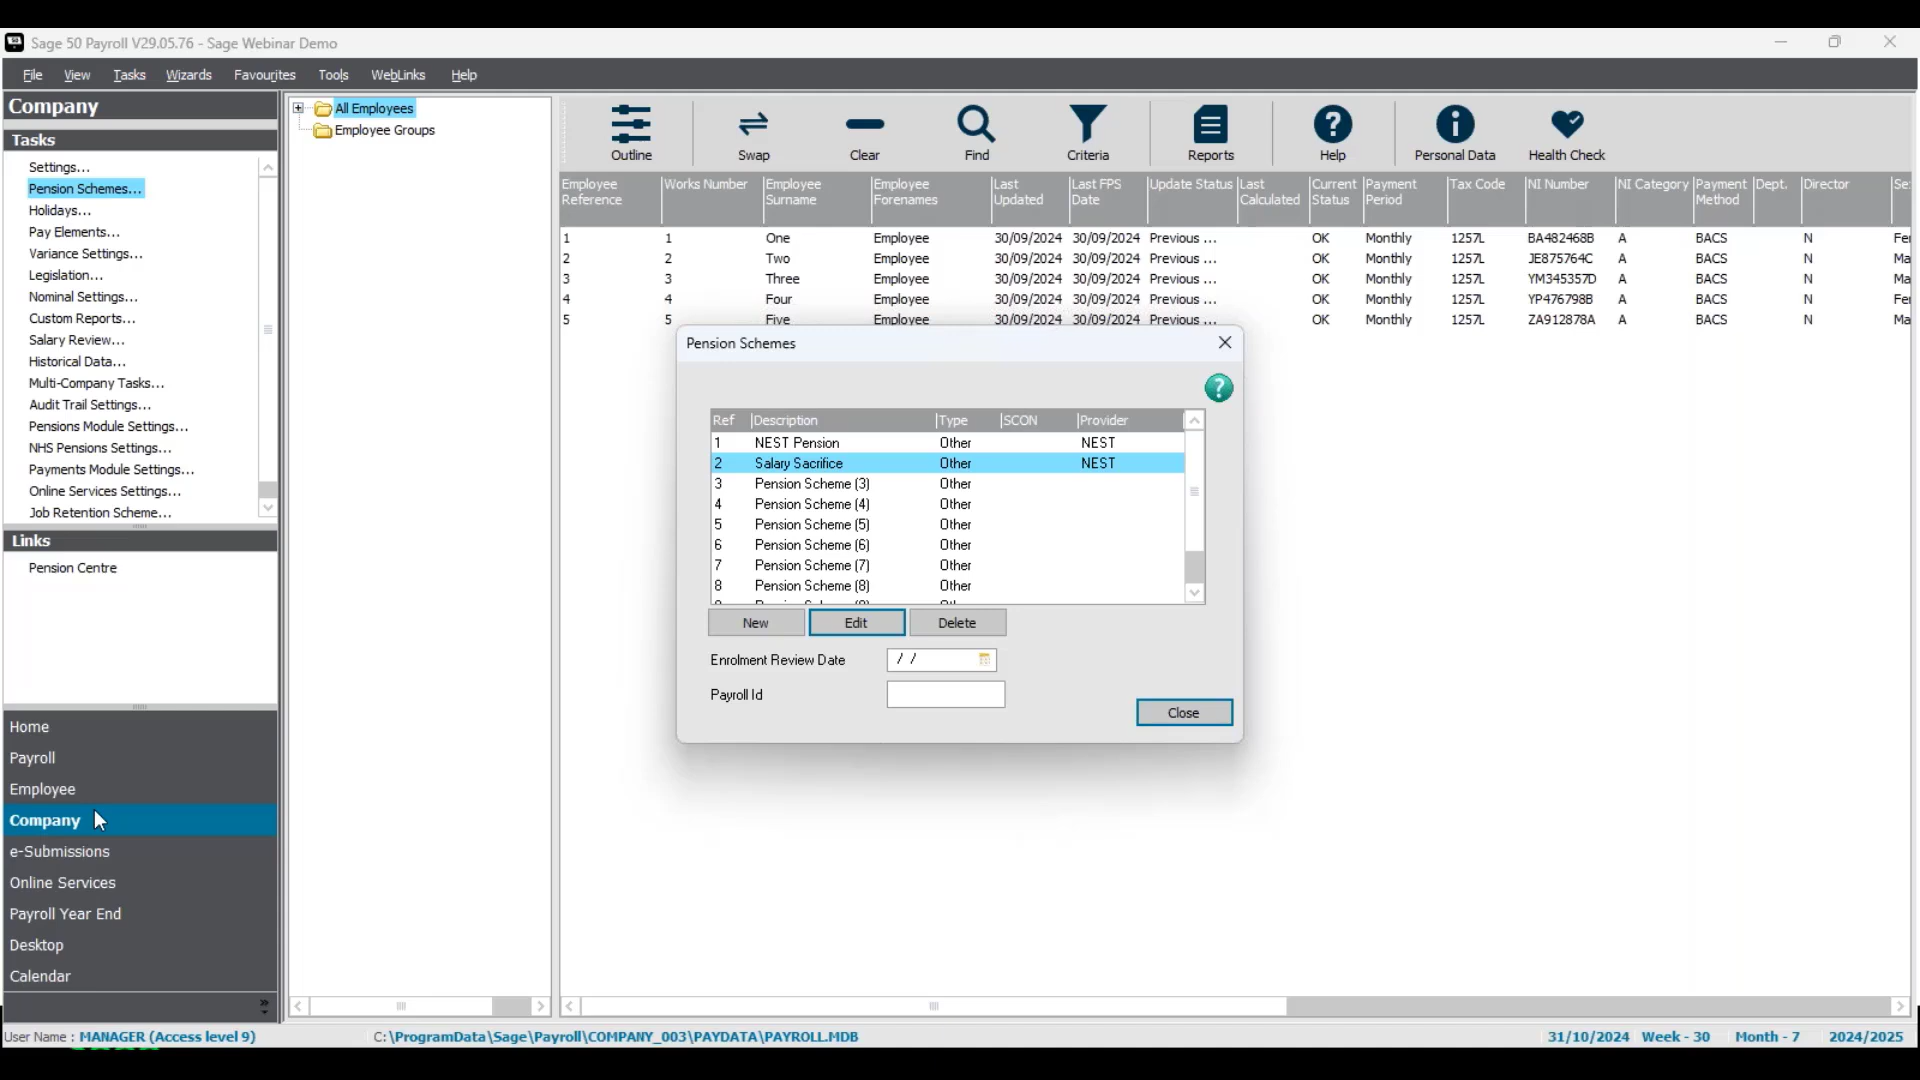 Sage 50 Payroll V29.05.76 - Sage Webinar Demo
File View Tasks Wizards Favourites Tools WebLinks Help
Company
Tasks
Settings...
Pension Schemes...
Holidays...
Pay Elements...
Variance Settings...
Legislation...
Nominal Settings...
Custom Reports...
Salary Review...
Historical Data...
Multi-Company Tasks...
Audit Trail Settings...
Pensions Module Settings...
NHS Pensions Settings...
Payments Module Settings...
Online Services Settings...
Job Retention Scheme...
Links
Pension Centre
Home
Payroll
Employee
Company
e-Submissions
Online Services
Payroll Year End
Desktop
Calendar
All Employees
Employee Groups
Outline Swap Clear Find Criteria Reports Help Personal Data Health Check
Employee Reference Works Number Employee Surname Employee Forenames Last Updated Last FPS Date Update Status Last Calculated Current Status Payment Period Tax Code NI Number NI Category Payment Method Dept. Director Se
1 1 One Employee 30/09/2024 30/09/2024 Previous ... OK Monthly 1257L BA482468B A BACS N Fe
2 2 Two Employee 30/09/2024 30/09/2024 Previous ... OK Monthly 1257L JE875764C A BACS N Ma
3 3 Three Employee 30/09/2024 30/09/2024 Previous ... OK Monthly 1257L YM345357D A BACS N Ma
4 4 Four Employee 30/09/2024 30/09/2024 Previous ... OK Monthly 1257L YP476798B A BACS N Fe
5 5 Five Employee 30/09/2024 30/09/2024 Previous ... OK Monthly 1257L ZA912878A A BACS N Ma
Pension Schemes
?
Ref Description Type SCON Provider
1 NEST Pension Other NEST
2 Salary Sacrifice Other NEST
3 Pension Scheme (3) Other
4 Pension Scheme (4) Other
5 Pension Scheme (5) Other
6 Pension Scheme (6) Other
7 Pension Scheme (7) Other
8 Pension Scheme (8) Other
New Edit Delete
Enrolment Review Date / /
Payroll Id
Close
User Name : MANAGER (Access level 9) C:\ProgramData\Sage\Payroll\COMPANY_003\PAYDATA\PAYROLL.MDB 31/10/2024 Week - 30 Month - 7 2024/2025